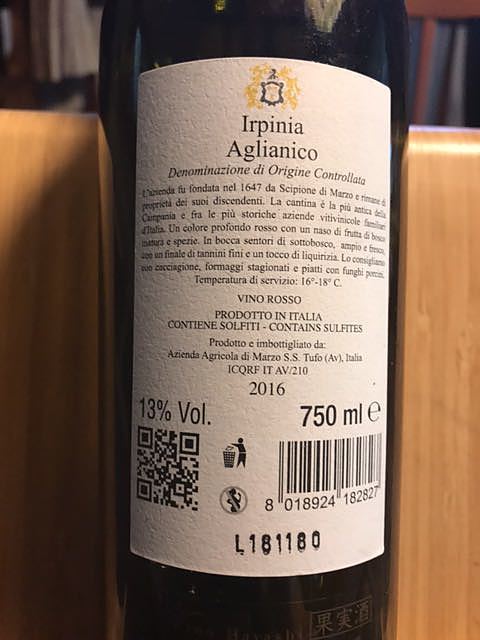 Irpinia
Aglianico
Denominazione di Origine Controllata
L'azienda fu fondata nel 1647 da Scipione di Marzo e rimane di
proprietà dei suoi discendenti. La cantina è la più antica della
Campania e fra le più storiche aziende vitivinicole familiari
d'Italia. Un colore profondo rosso con un naso di frutta di bosco
matura e spezie. In bocca sentori di sottobosco, ampio e fresco,
con un finale di tannini fini e un tocco di liquirizia. Lo consigliamo
con cacciagione, formaggi stagionati e piatti con funghi porcini.
Temperatura di servizio: 16°-18° C.
VINO ROSSO
PRODOTTO IN ITALIA
CONTIENE SOLFITI - CONTAINS SULFITES
Prodotto e imbottigliato da:
Azienda Agricola di Marzo S.S. Tufo (Av), Italia
ICQRF IT AV/210
2016
13% Vol.
750 ml ℮
8 018924 182827
L181180
果実酒